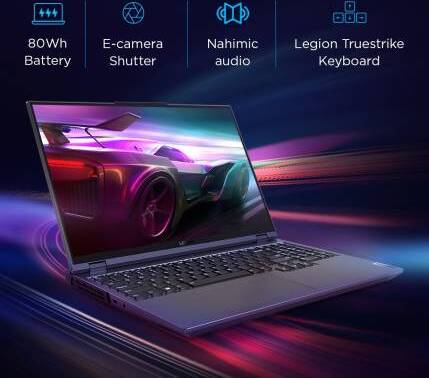 80Wh
Battery
E-camera
Shutter
Nahimic
audio
Legion Truestrike
Keyboard